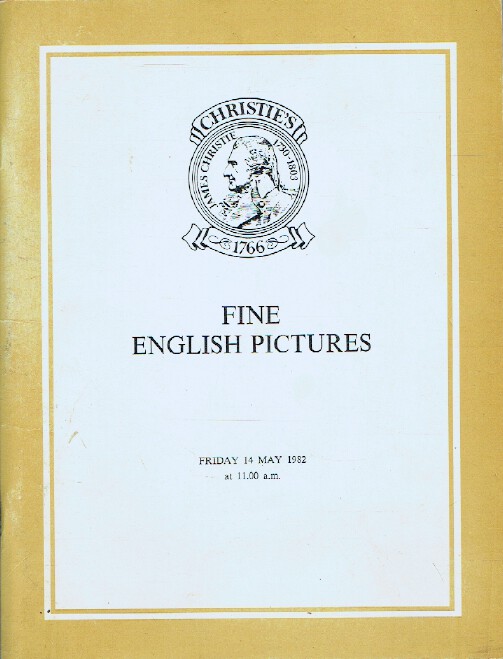 CHRISTIE'S
JAMES CHRISTIE 1730-1803
1766
FINE
ENGLISH PICTURES
FRIDAY 14 MAY 1982
at 11.00 a.m.